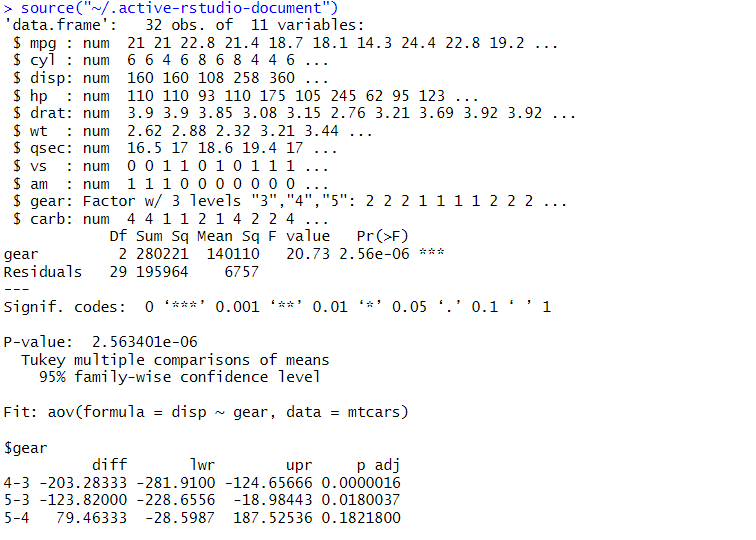 > source("~/.active-rstudio-document")
'data.frame':   32 obs. of  11 variables:
 $ mpg : num  21 21 22.8 21.4 18.7 18.1 14.3 24.4 22.8 19.2 ...
 $ cyl : num  6 6 4 6 8 6 8 4 4 6 ...
 $ disp: num  160 160 108 258 360 ...
 $ hp  : num  110 110 93 110 175 105 245 62 95 123 ...
 $ drat: num  3.9 3.9 3.85 3.08 3.15 2.76 3.21 3.69 3.92 3.92 ...
 $ wt  : num  2.62 2.88 2.32 3.21 3.44 ...
 $ qsec: num  16.5 17 18.6 19.4 17 ...
 $ vs  : num  0 0 1 1 0 1 0 1 1 1 ...
 $ am  : num  1 1 1 0 0 0 0 0 0 0 ...
 $ gear: Factor w/ 3 levels "3","4","5": 2 2 2 1 1 1 1 2 2 2 ...
 $ carb: num  4 4 1 1 2 1 4 2 2 4 ...
            Df Sum Sq Mean Sq F value   Pr(>F)
gear         2 280221  140110   20.73 2.56e-06 ***
Residuals   29 195964    6757
---
Signif. codes:  0 ‘***’ 0.001 ‘**’ 0.01 ‘*’ 0.05 ‘.’ 0.1 ‘ ’ 1
P-value:  2.563401e-06
  Tukey multiple comparisons of means
    95% family-wise confidence level
Fit: aov(formula = disp ~ gear, data = mtcars)
$gear
          diff       lwr        upr     p adj
4-3 -203.28333 -281.9100 -124.65666 0.0000016
5-3 -123.82000 -228.6556  -18.98443 0.0180037
5-4   79.46333  -28.5987  187.52536 0.1821800